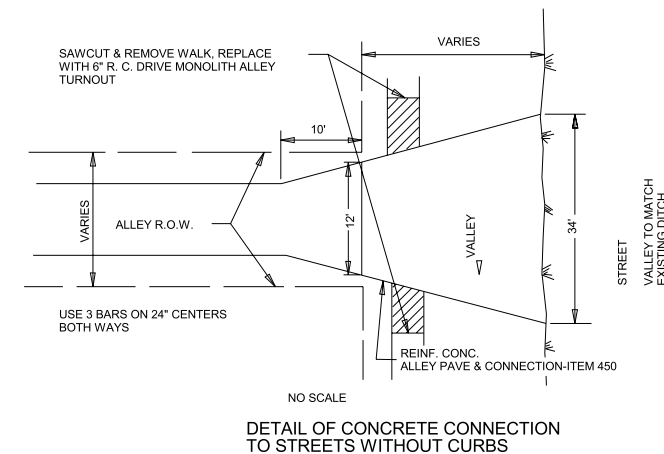 VARIES
SAWCUT & REMOVE WALK, REPLACE
WITH 6" R. C. DRIVE MONOLITH ALLEY
TURNOUT
10'
VARIES
ALLEY R.O.W.
12'
VALLEY
34'
STREET
VALLEY TO MATCH
EXISTING DITCH
USE 3 BARS ON 24" CENTERS
BOTH WAYS
REINF. CONC.
ALLEY PAVE & CONNECTION-ITEM 450
NO SCALE
DETAIL OF CONCRETE CONNECTION
TO STREETS WITHOUT CURBS